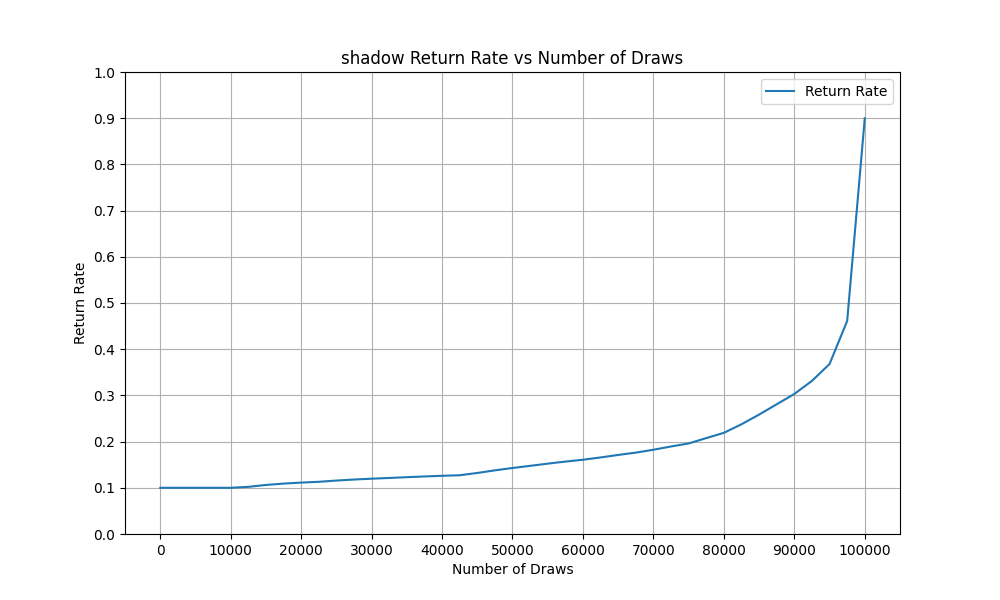 shadow Return Rate vs Number of Draws
Return Rate
1.0
0.9
0.8
0.7
0.6
0.5
0.4
0.3
0.2
0.1
0.0
Return Rate
0 10000 20000 30000 40000 50000 60000 70000 80000 90000 100000
Number of Draws